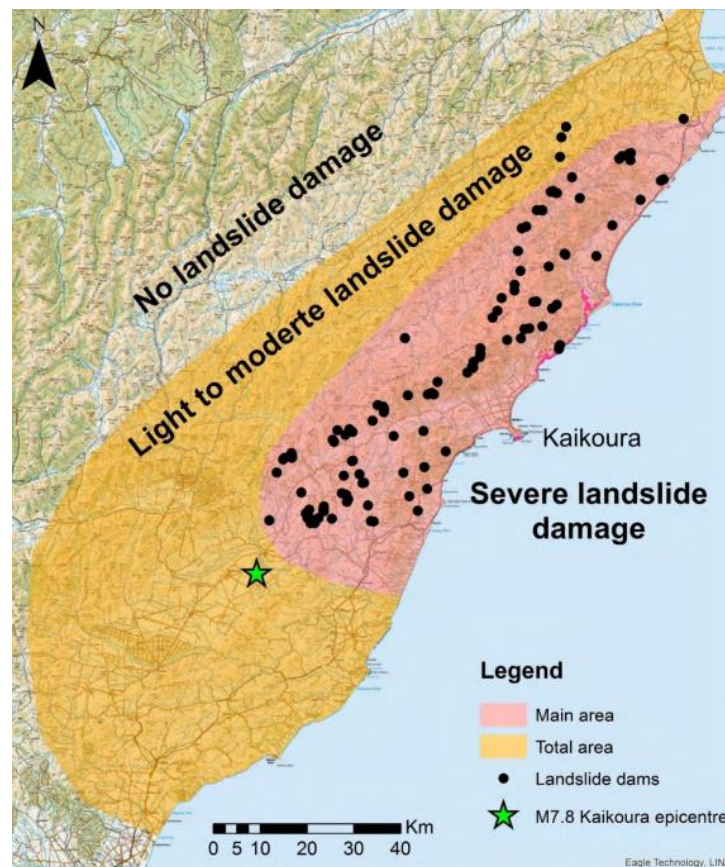 N
No landslide damage
Light to moderte landslide damage
Kaikoura
Severe landslide
damage
Legend
Main area
Total area
Landslide dams
M7.8 Kaikoura epicentre
Km
0 5 10 20 30 40
Eagle Technology, LIN